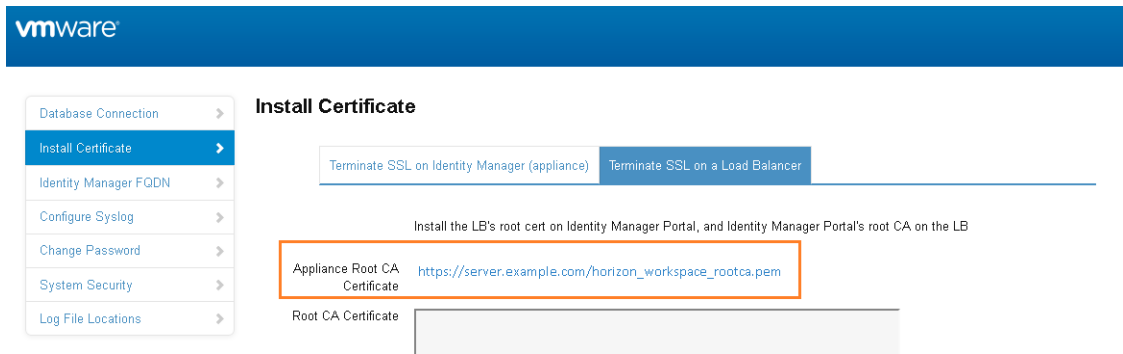 vmware
Database Connection
Install Certificate
Identity Manager FQDN
Configure Syslog
Change Password
System Security
Log File Locations
Install Certificate
Terminate SSL on Identity Manager (appliance)
Terminate SSL on a Load Balancer
Install the LB's root cert on Identity Manager Portal, and Identity Manager Portal's root CA on the LB
Appliance Root CA
Certificate
https://server.example.com/horizon_workspace_rootca.pem
Root CA Certificate